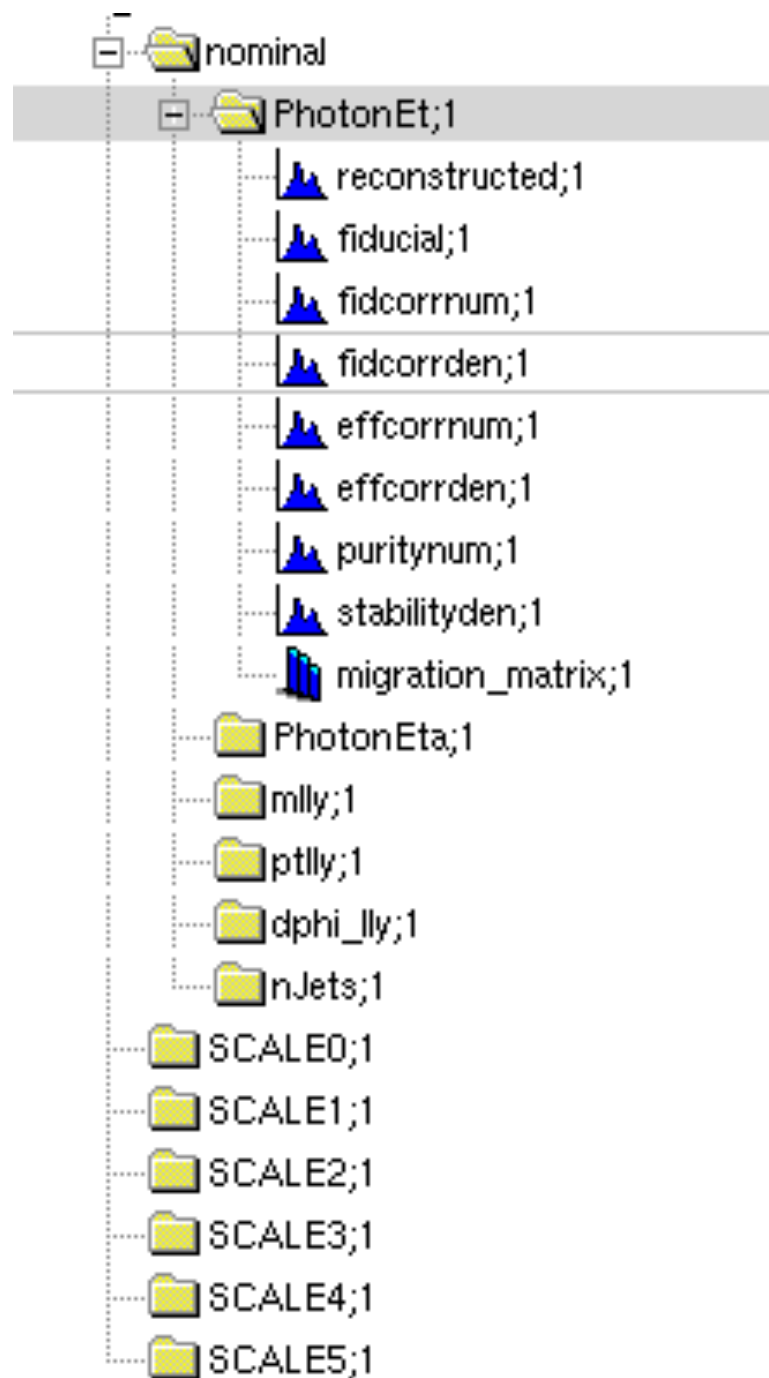 nominal
PhotonEt;1
reconstructed;1
fiducial;1
fidcorrnum;1
fidcorrden;1
effcorrnum;1
effcorrden;1
puritynum;1
stabilityden;1
migration_matrix;1
PhotonEta;1
mlly;1
ptlly;1
dphi_lly;1
nJets;1
SCALE0;1
SCALE1;1
SCALE2;1
SCALE3;1
SCALE4;1
SCALE5;1